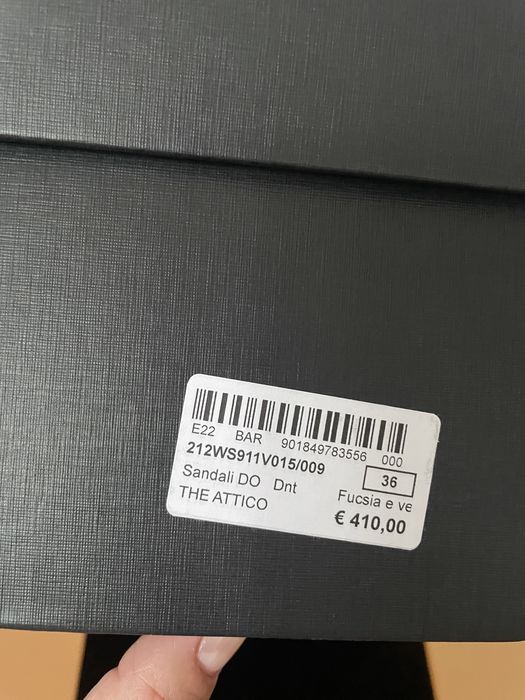 E22 BAR 901849783556 000
212WS911V015/009
36
Sandali DO Dnt
Fucsia e ve
THE ATTICO
€ 410,00